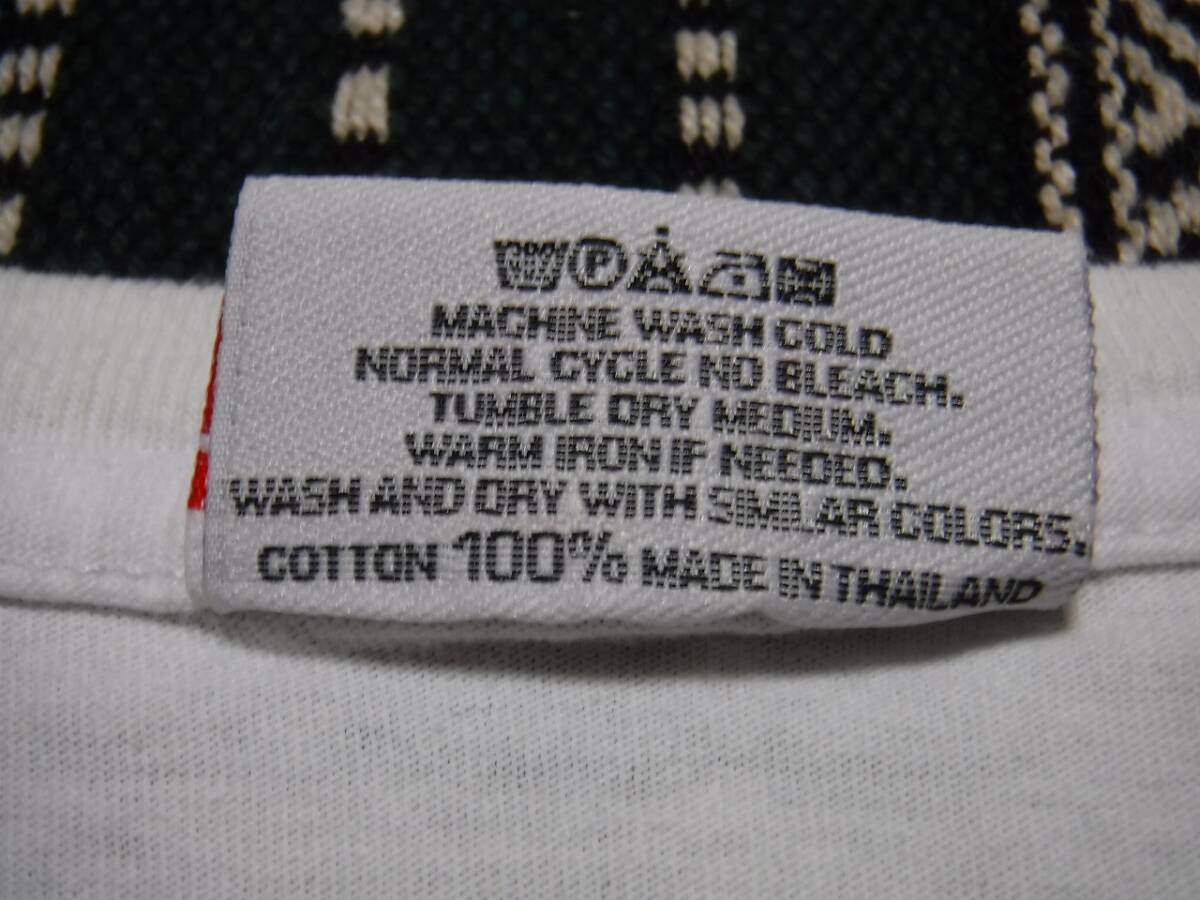 P
MACHINE WASH COLD
NORMAL CYCLE NO BLEACH.
TUMBLE DRY MEDIUM.
WARM IRON IF NEEDED.
WASH AND DRY WITH SIMILAR COLORS.
COTTON 100% MADE IN THAILAND